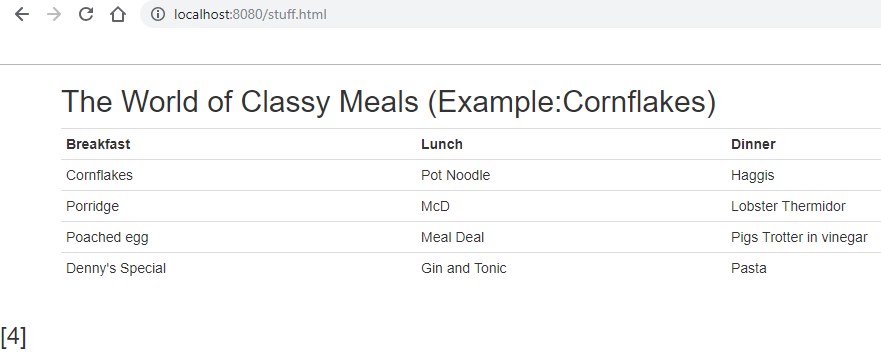 localhost:8080/stuff.html
The World of Classy Meals (Example:Cornflakes)
Breakfast Lunch Dinner
Cornflakes Pot Noodle Haggis
Porridge McD Lobster Thermidor
Poached egg Meal Deal Pigs Trotter in vinegar
Denny's Special Gin and Tonic Pasta
[4]